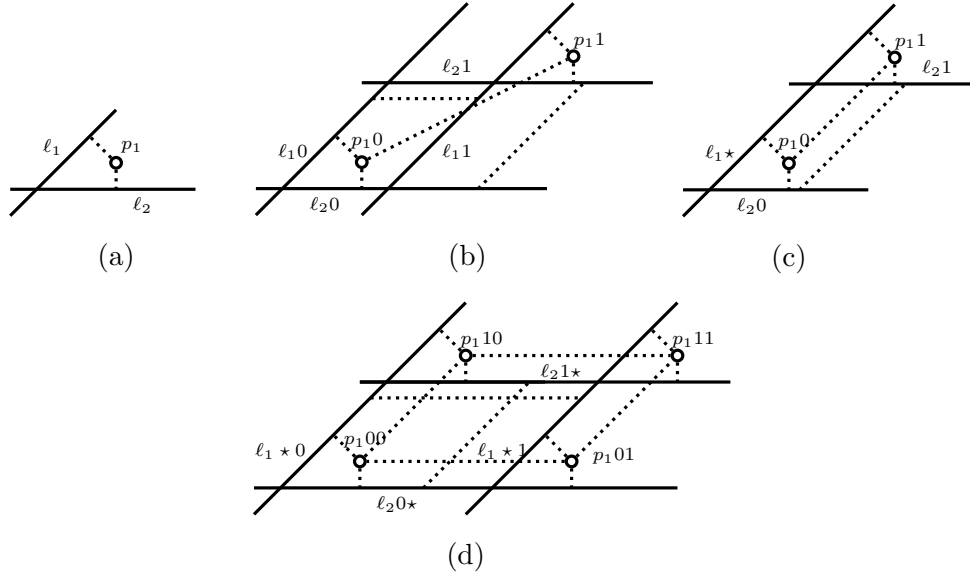 ℓ₁
p₁
ℓ₂
(a)
ℓ₂1
p₁1
ℓ₁0
p₁0
ℓ₁1
ℓ₂0
(b)
p₁1
ℓ₂1
ℓ₁⋆
p₁0
ℓ₂0
(c)
p₁10
p₁11
ℓ₂1⋆
p₁00
ℓ₁ ⋆ 0
ℓ₁ ⋆ 1
p₁01
ℓ₂0⋆
(d)